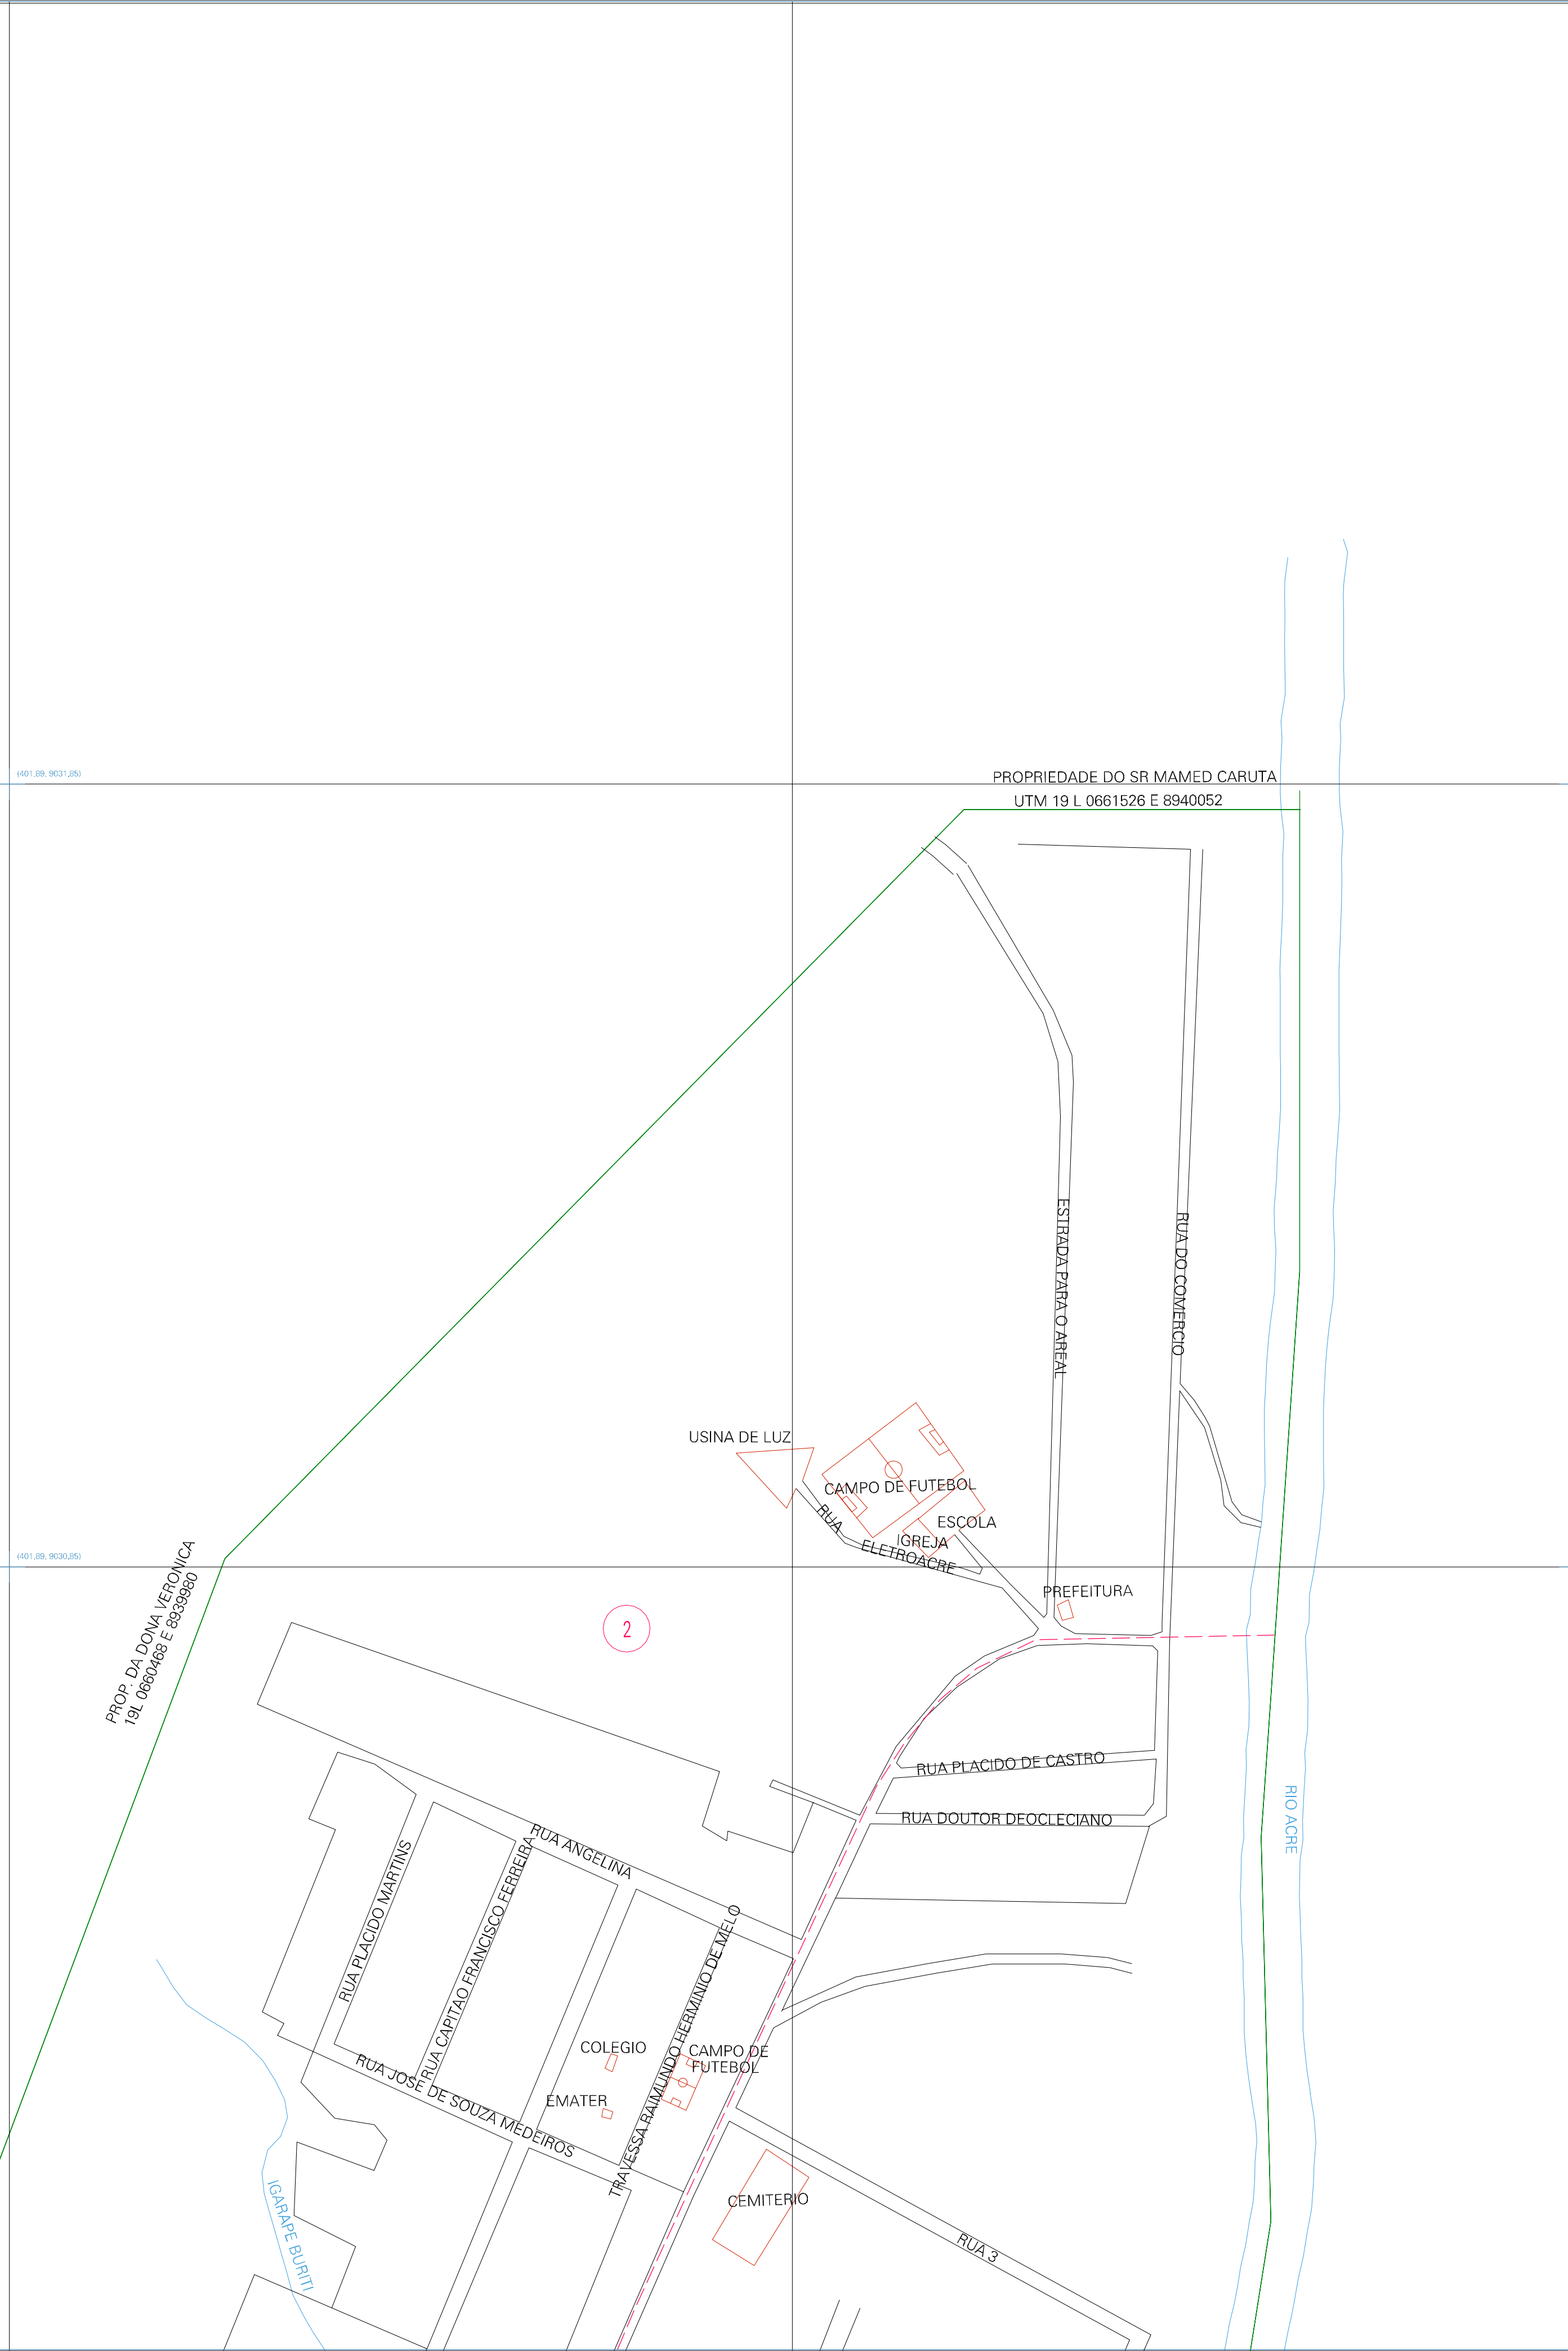 (401,89, 9031,85)
PROPRIEDADE DO SR MAMED CARUTA
UTM 19 L 0661526 E 8940052
ESTRADA PARA O AREAL
RUA DO COMERCIO
USINA DE LUZ
CAMPO DE FUTEBOL
RUA
ESCOLA
IGREJA
ELETROACRE
(401,89, 9030,85)
PREFEITURA
PROP. DA DONA VERONICA
19L 0660468 E 8939980
2
RUA PLACIDO DE CASTRO
RUA DOUTOR DEOCLECIANO
RIO ACRE
RUA ANGELINA
RUA PLACIDO MARTINS
RUA CAPITAO FRANCISCO FERREIRA
TRAVESSA RAIMUNDO HERMINIO DE MELO
COLEGIO
CAMPO DE
FUTEBOL
RUA JOSE DE SOUZA MEDEIROS
EMATER
CEMITERIO
IGARAPE BURITI
RUA 3